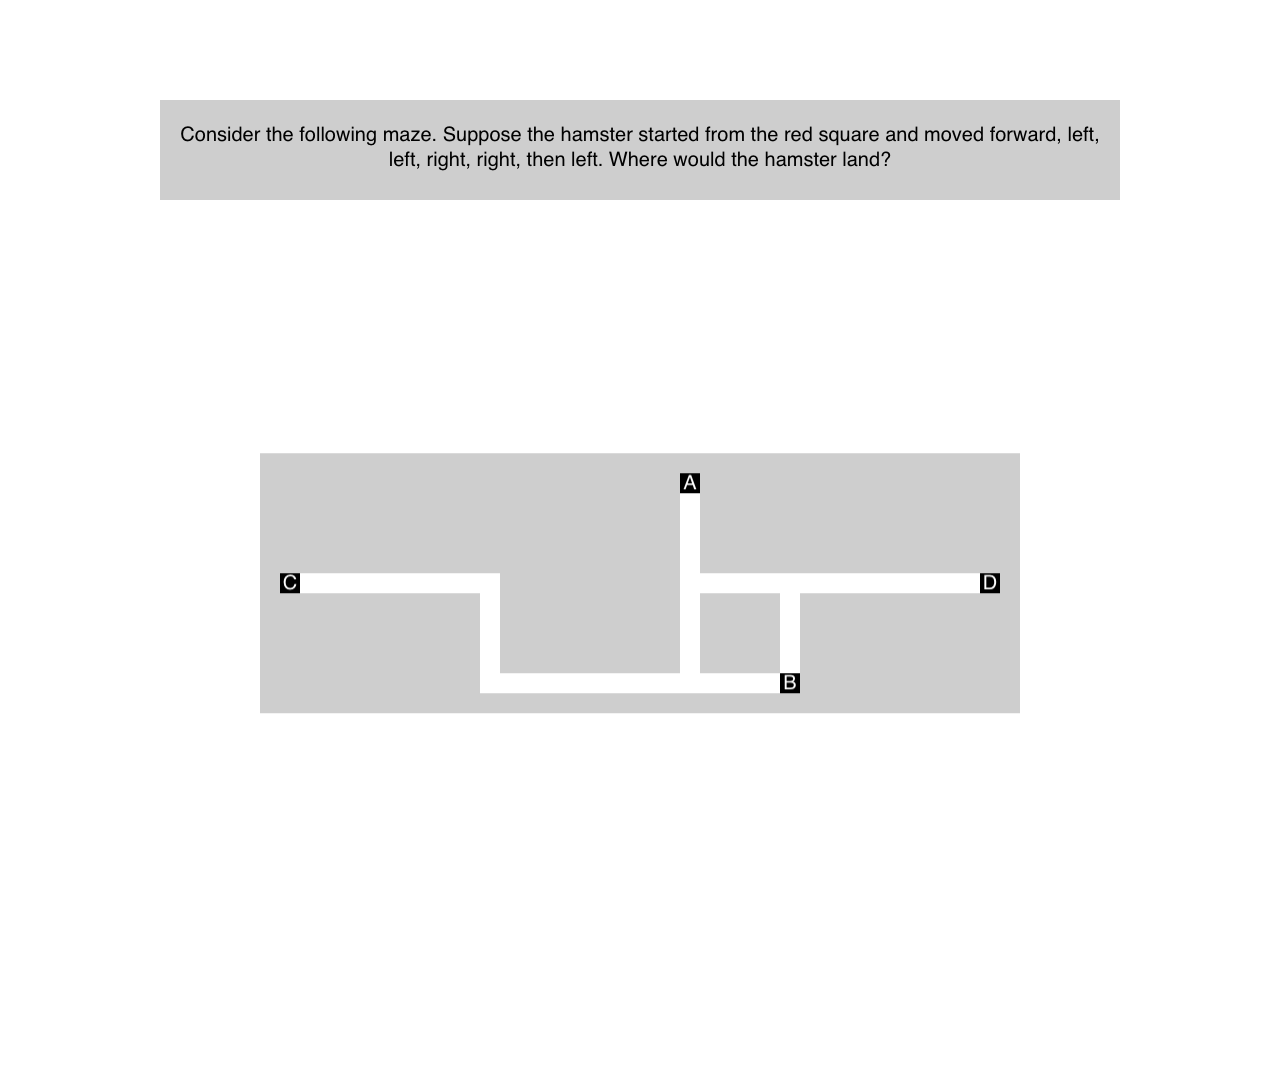 Consider the following maze. Suppose the hamster started from the red square and moved forward, left,
left, right, right, then left. Where would the hamster land?
A
C
D
B